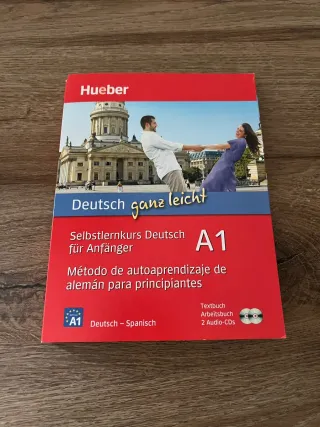 Hueber
Deutsch ganz leicht
Selbstlernkurs Deutsch
für Anfänger
A1
Método de autoaprendizaje de
alemán para principiantes
Textbuch
Arbeitsbuch
2 Audio-CDs
A1
Deutsch – Spanisch